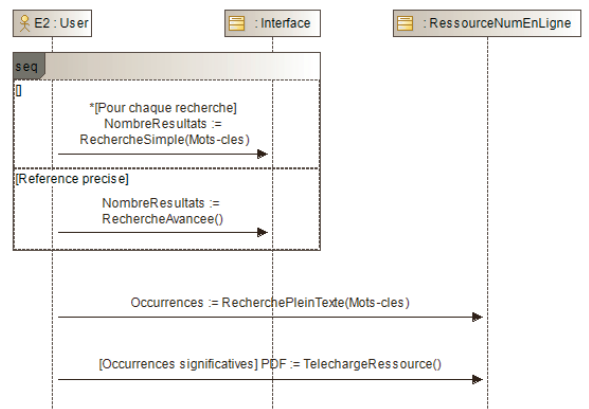 E2 : User
: Interface
: RessourceNumEnLigne
seq
[]
*[Pour chaque recherche]
NombreResultats :=
RechercheSimple(Mots-cles)
[Reference precise]
NombreResultats :=
RechercheAvancee()
Occurrences := RecherchePleinTexte(Mots-cles)
[Occurrences significatives] PDF := TelechargeRessource()